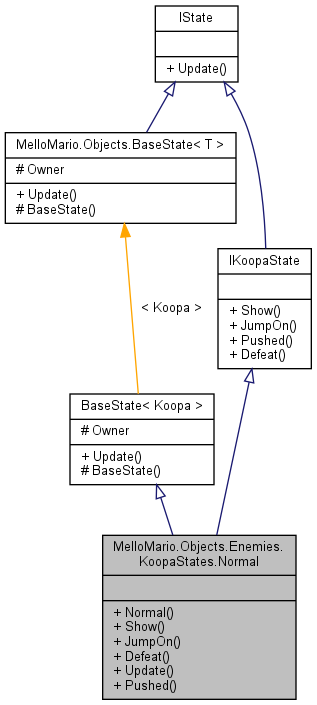 IState
+ Update()
MelloMario.Objects.BaseState< T >
# Owner
+ Update()
# BaseState()
IKoopaState
+ Show()
+ JumpOn()
+ Pushed()
+ Defeat()
< Koopa >
BaseState< Koopa >
# Owner
+ Update()
# BaseState()
MelloMario.Objects.Enemies.
KoopaStates.Normal
+ Normal()
+ Show()
+ JumpOn()
+ Defeat()
+ Update()
+ Pushed()